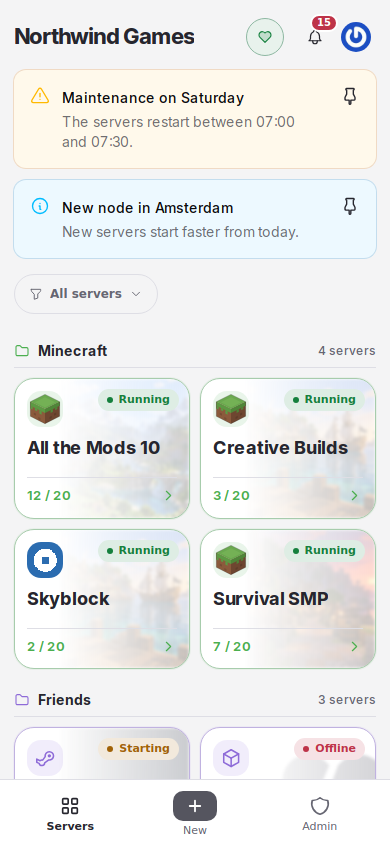 Northwind Games
15
Maintenance on Saturday
The servers restart between 07:00
and 07:30.
New node in Amsterdam
New servers start faster from today.
All servers
Minecraft
4 servers
Running
All the Mods 10
12 / 20
Running
Creative Builds
3 / 20
Running
Skyblock
2 / 20
Running
Survival SMP
7 / 20
Friends
3 servers
Starting
Offline
Servers
New
Admin